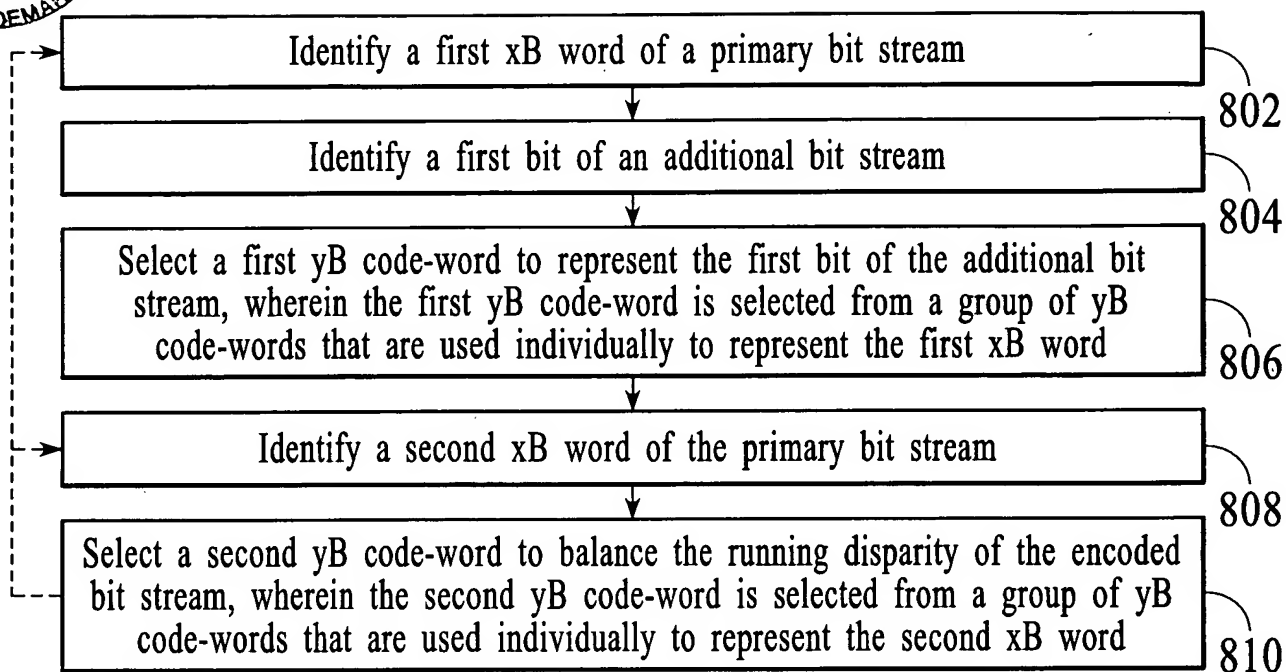 Identify a first xB word of a primary bit stream
802
Identify a first bit of an additional bit stream
804
Select a first yB code-word to represent the first bit of the additional bit
stream, wherein the first yB code-word is selected from a group of yB
code-words that are used individually to represent the first xB word
806
Identify a second xB word of the primary bit stream
808
Select a second yB code-word to balance the running disparity of the encoded
bit stream, wherein the second yB code-word is selected from a group of yB
code-words that are used individually to represent the second xB word
810